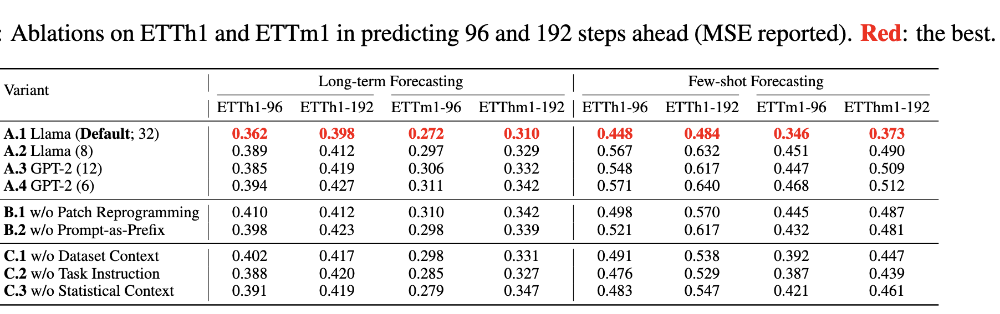 : Ablations on ETTh1 and ETTm1 in predicting 96 and 192 steps ahead (MSE reported). Red: the best.
Variant Long-term Forecasting Few-shot Forecasting
ETTh1-96 ETTh1-192 ETTm1-96 ETThm1-192 ETTh1-96 ETTh1-192 ETTm1-96 ETThm1-192
A.1 Llama (Default; 32) 0.362 0.398 0.272 0.310 0.448 0.484 0.346 0.373
A.2 Llama (8) 0.389 0.412 0.297 0.329 0.567 0.632 0.451 0.490
A.3 GPT-2 (12) 0.385 0.419 0.306 0.332 0.548 0.617 0.447 0.509
A.4 GPT-2 (6) 0.394 0.427 0.311 0.342 0.571 0.640 0.468 0.512
B.1 w/o Patch Reprogramming 0.410 0.412 0.310 0.342 0.498 0.570 0.445 0.487
B.2 w/o Prompt-as-Prefix 0.398 0.423 0.298 0.339 0.521 0.617 0.432 0.481
C.1 w/o Dataset Context 0.402 0.417 0.298 0.331 0.491 0.538 0.392 0.447
C.2 w/o Task Instruction 0.388 0.420 0.285 0.327 0.476 0.529 0.387 0.439
C.3 w/o Statistical Context 0.391 0.419 0.279 0.347 0.483 0.547 0.421 0.461